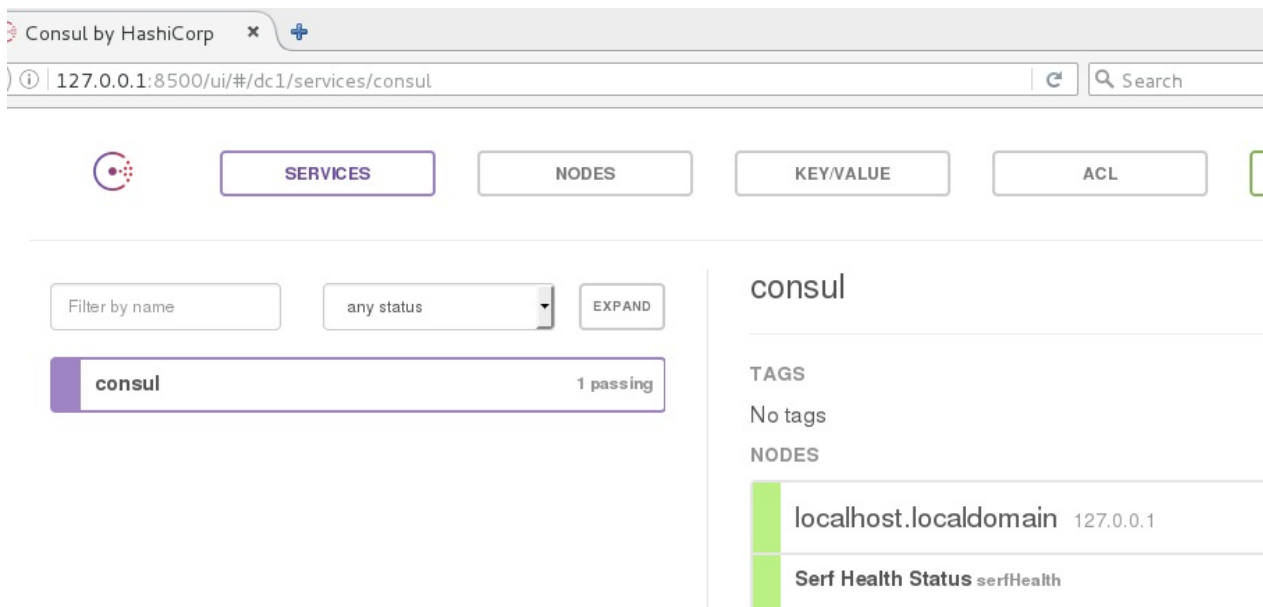 Consul by HashiCorp
127.0.0.1:8500/ui/#/dc1/services/consul
Search
SERVICES
NODES
KEY/VALUE
ACL
Filter by name
any status
EXPAND
consul
1 passing
consul
TAGS
No tags
NODES
localhost.localdomain 127.0.0.1
Serf Health Status serfHealth